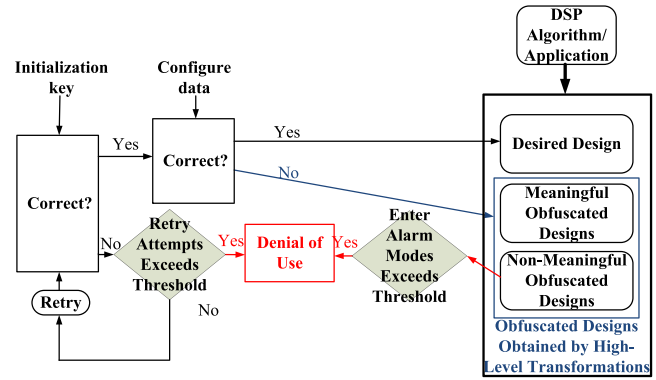 DSP
Algorithm/
Application
Initialization
key
Configure
data
Yes
Yes
Correct?
Desired Design
No
Correct?
Meaningful
Obfuscated
Designs
Retry
Attempts
Exceeds
Threshold
No
Yes
Denial of
Use
Yes
Enter
Alarm
Modes
Exceeds
Threshold
Non-Meaningful
Obfuscated
Designs
Retry
No
Obfuscated Designs
Obtained by High-
Level Transformations